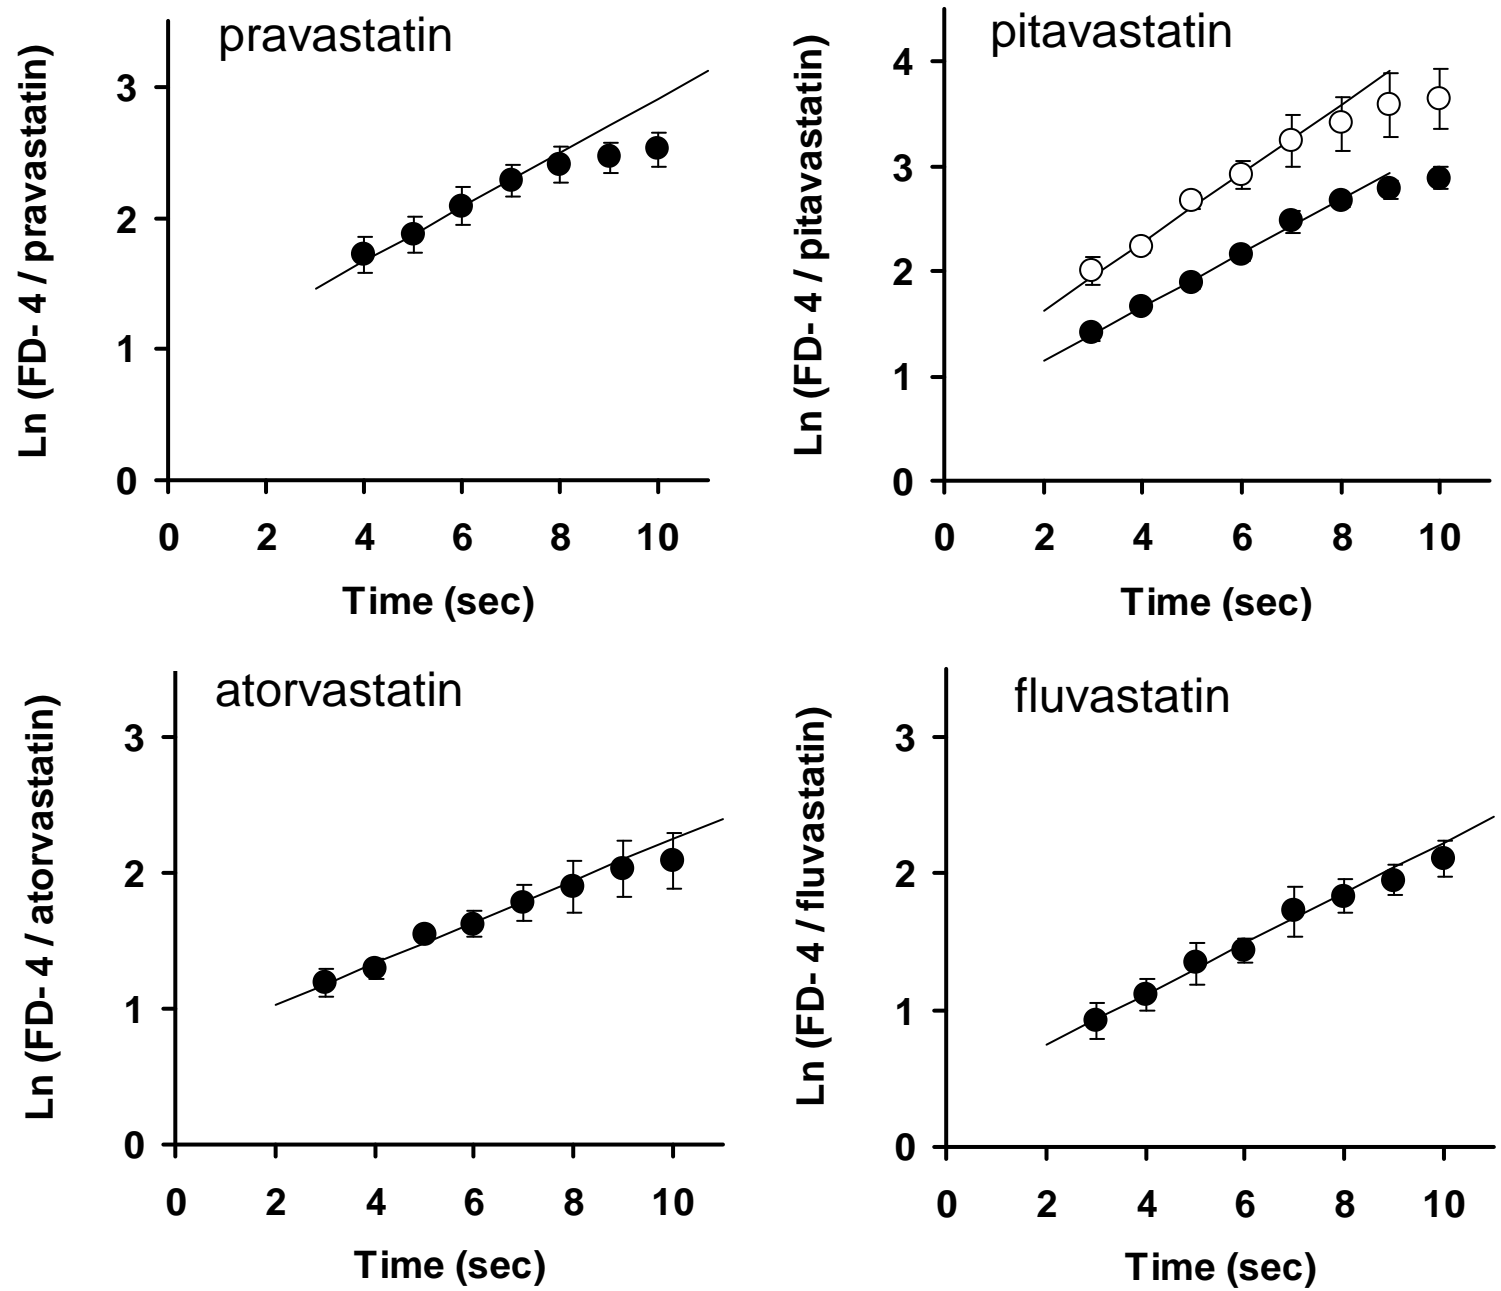 pravastatin
Ln (FD- 4 / pravastatin)
3
2
1
0
0 2 4 6 8 10
Time (sec)
pitavastatin
Ln (FD- 4 / pitavastatin)
4
3
2
1
0
0 2 4 6 8 10
Time (sec)
atorvastatin
Ln (FD- 4 / atorvastatin)
3
2
1
0
0 2 4 6 8 10
Time (sec)
fluvastatin
Ln (FD- 4 / fluvastatin)
3
2
1
0
0 2 4 6 8 10
Time (sec)